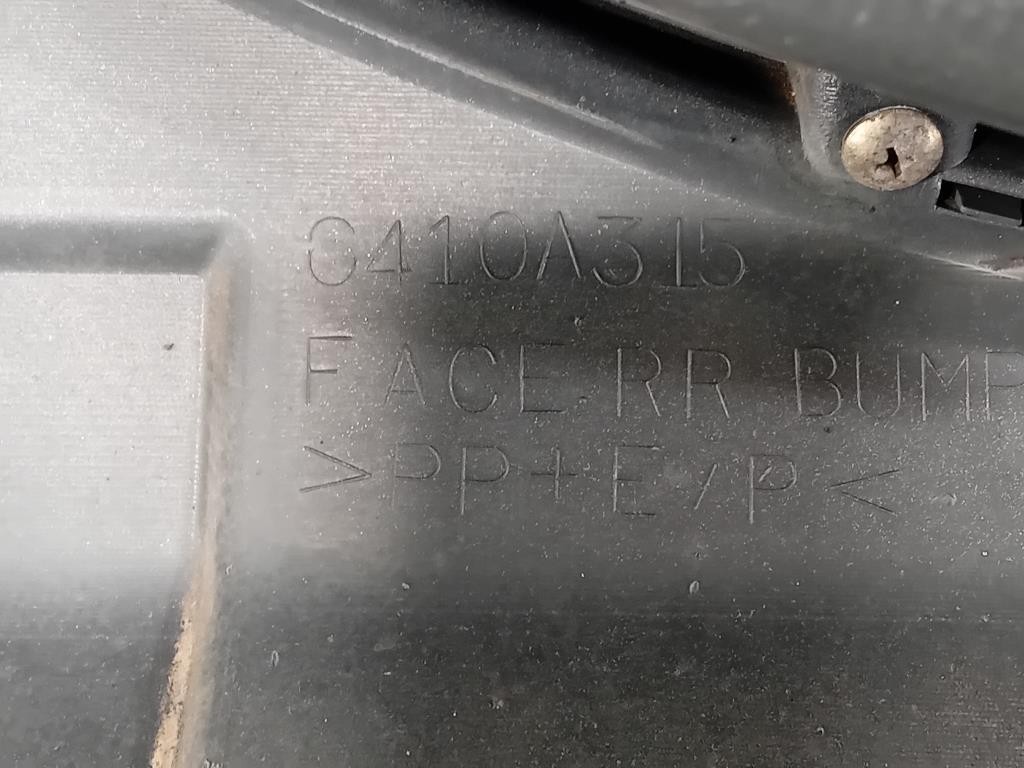 6410A315
FACE,RR BUMP
>PP+E/P<